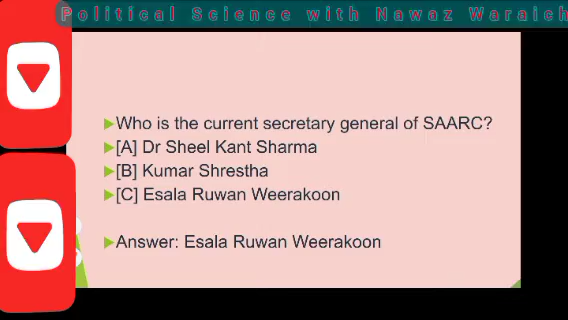 Political Science with Nawaz Waraich
Who is the current secretary general of SAARC?
[A] Dr Sheel Kant Sharma
[B] Kumar Shrestha
[C] Esala Ruwan Weerakoon
Answer: Esala Ruwan Weerakoon